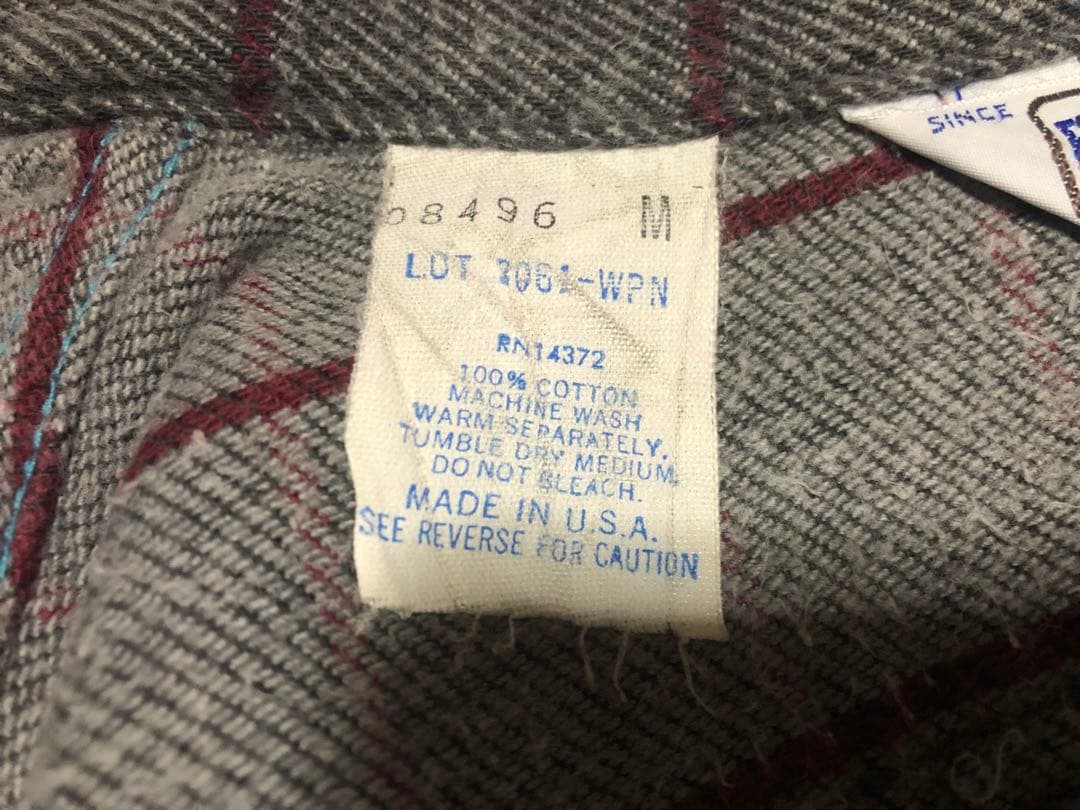 SINCE
08496 M
LOT 3061-WPN
RN14372
100% COTTON
MACHINE WASH
WARM SEPARATELY.
TUMBLE DRY MEDIUM.
DO NOT BLEACH.
MADE IN U.S.A.
SEE REVERSE FOR CAUTION